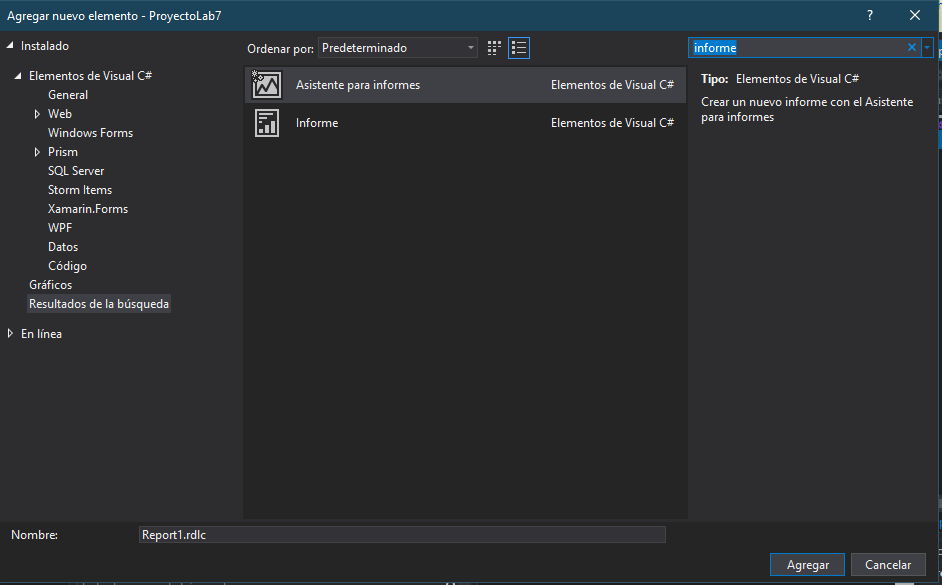 Agregar nuevo elemento - ProyectoLab7
?
Instalado
Elementos de Visual C#
General
Web
Windows Forms
Prism
SQL Server
Storm Items
Xamarin.Forms
WPF
Datos
Código
Gráficos
Resultados de la búsqueda
En línea
Ordenar por: Predeterminado
Asistente para informes Elementos de Visual C#
Informe Elementos de Visual C#
informe
Tipo: Elementos de Visual C#
Crear un nuevo informe con el Asistente
para informes
Nombre: Report1.rdlc
Agregar Cancelar